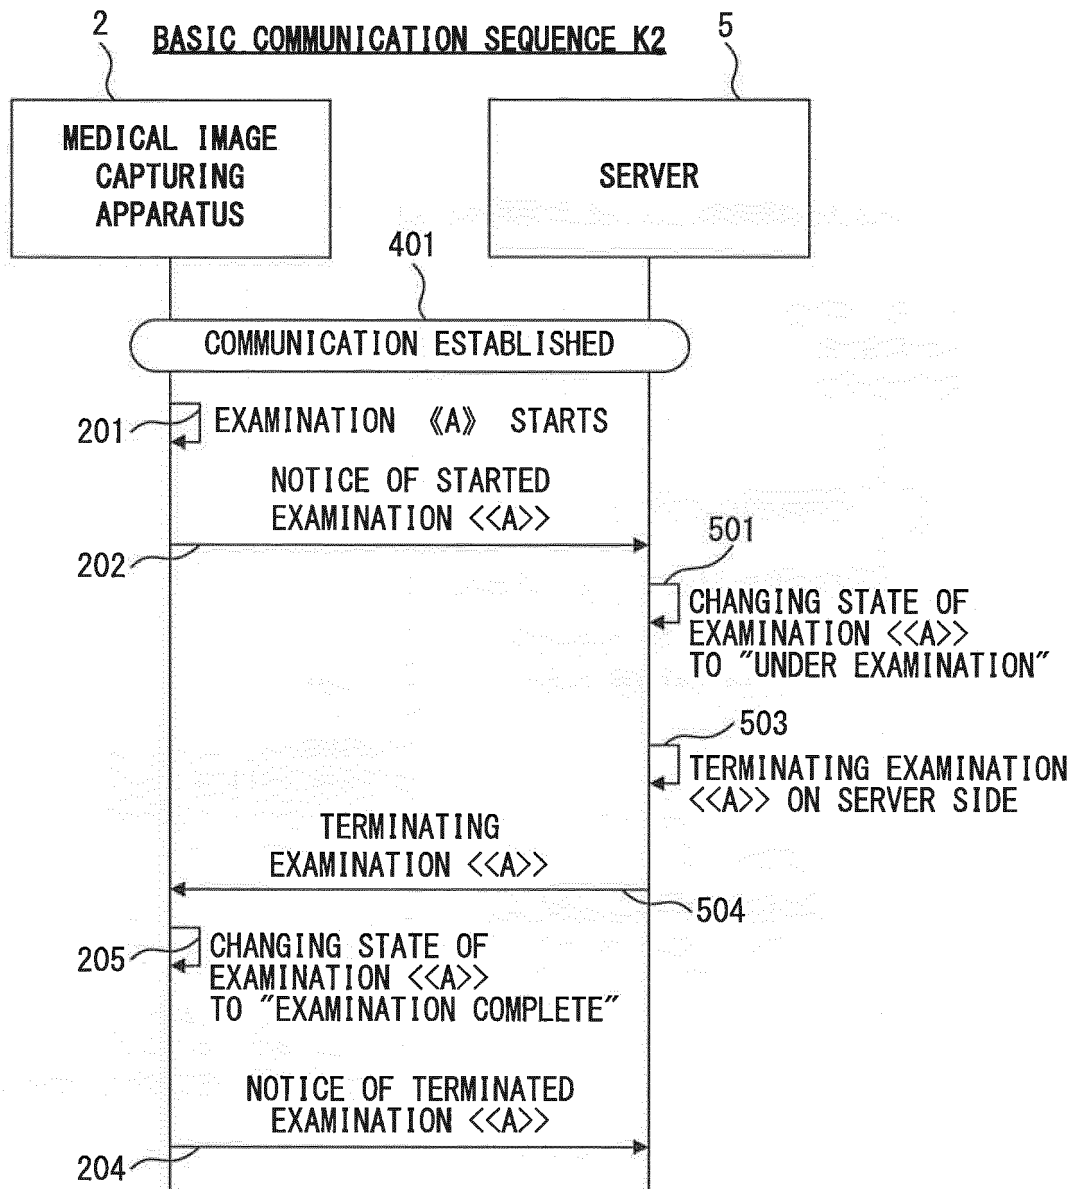 2
5
BASIC COMMUNICATION SEQUENCE K2
MEDICAL IMAGE
CAPTURING
APPARATUS
SERVER
401
COMMUNICATION ESTABLISHED
201
EXAMINATION 《A》 STARTS
NOTICE OF STARTED
EXAMINATION <<A>>
202
501
CHANGING STATE OF
EXAMINATION <<A>>
TO "UNDER EXAMINATION"
503
TERMINATING EXAMINATION
<<A>> ON SERVER SIDE
TERMINATING
EXAMINATION <<A>>
504
205
CHANGING STATE OF
EXAMINATION <<A>>
TO "EXAMINATION COMPLETE"
NOTICE OF TERMINATED
EXAMINATION <<A>>
204